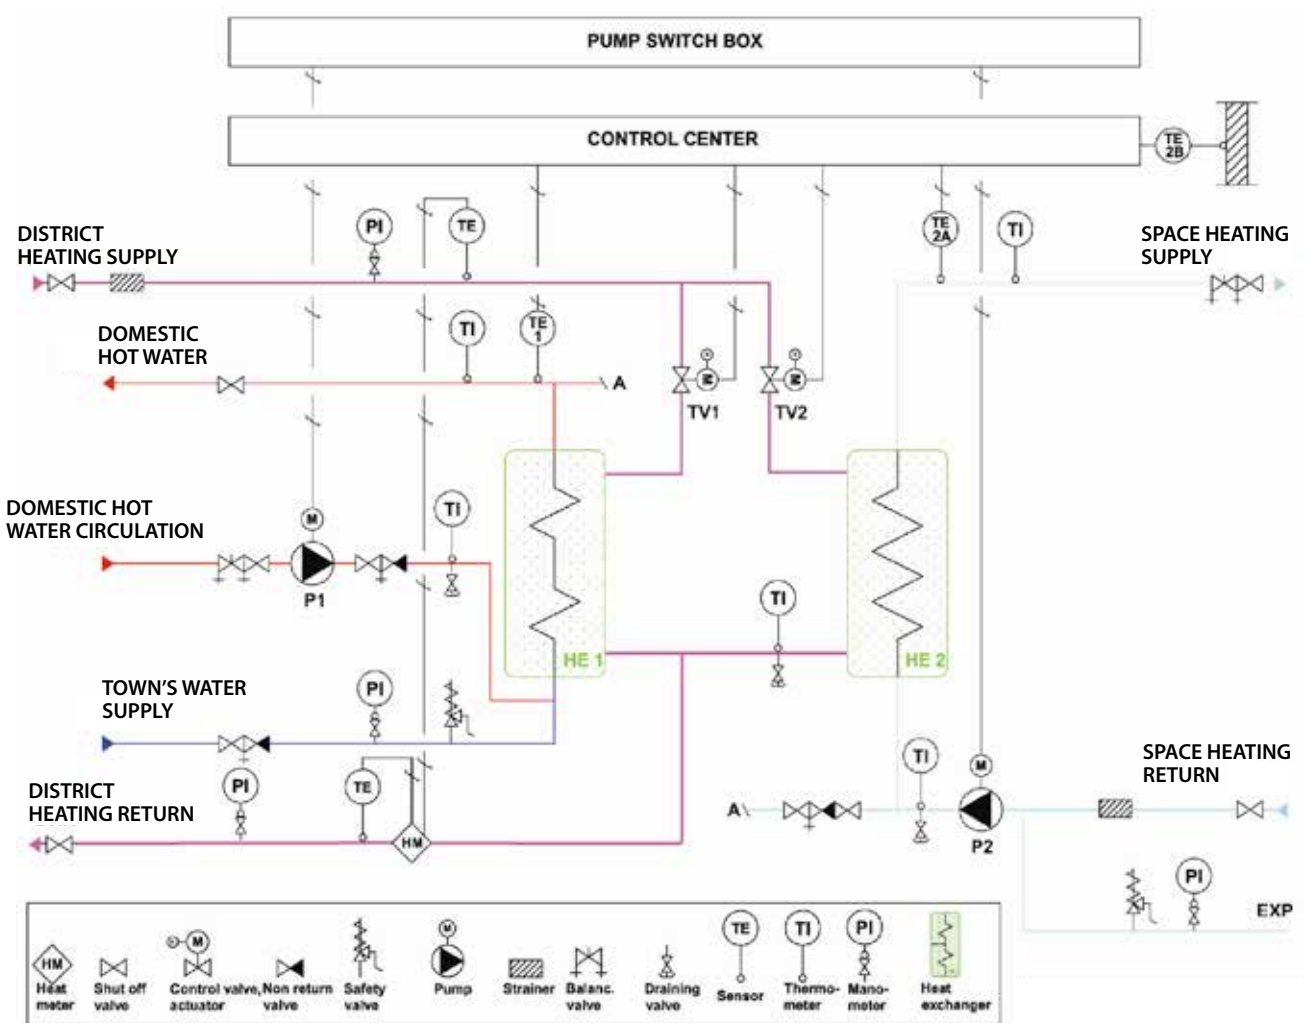 PUMP SWITCH BOX
CONTROL CENTER
TE
2B
PI
TE
TE
2A
TI
DISTRICT
HEATING SUPPLY
SPACE HEATING
SUPPLY
TI
TE
1
DOMESTIC
HOT WATER
A
M
M
TV1
TV2
DOMESTIC HOT
WATER CIRCULATION
TI
M
P1
TI
HE 1
HE 2
TOWN'S WATER
SUPPLY
PI
SPACE HEATING
RETURN
TI
M
DISTRICT
HEATING RETURN
PI
TE
A
HM
P2
PI
EXP
HM
Heat
meter
Shut off
valve
M
Control valve,
actuator
Non return
valve
Safety
valve
M
Pump
Strainer
Balanc.
valve
Draining
valve
TE
Sensor
TI
Thermo-
meter
PI
Mano-
moter
Heat
exchanger